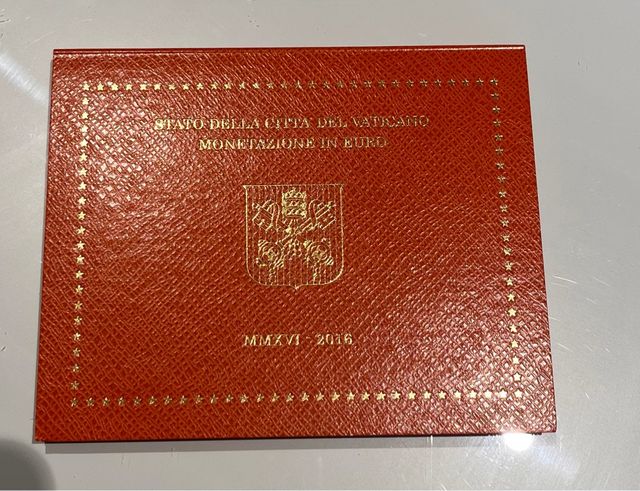 STATO DELLA CITTÀ DEL VATICANO
MONETAZIONE IN EURO
MMXVI - 2016